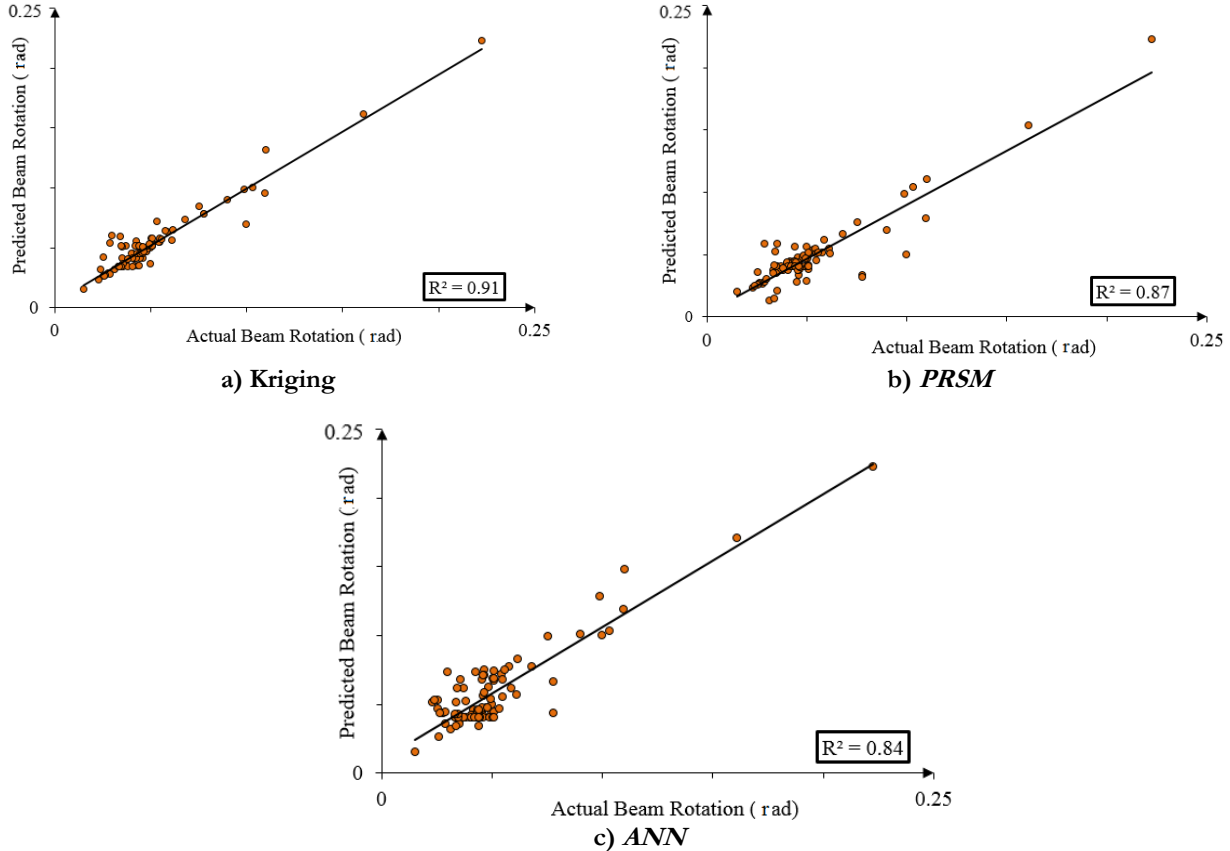 0.25
Predicted Beam Rotation ( rad)
0
R² = 0.91
0
0.25
Actual Beam Rotation ( rad)
a) Kriging
0.25
Predicted Beam Rotation ( rad)
0
R² = 0.87
0
0.25
Actual Beam Rotation ( rad)
b) PRSM
0.25
Predicted Beam Rotation ( rad)
0
R² = 0.84
0
0.25
Actual Beam Rotation ( rad)
c) ANN